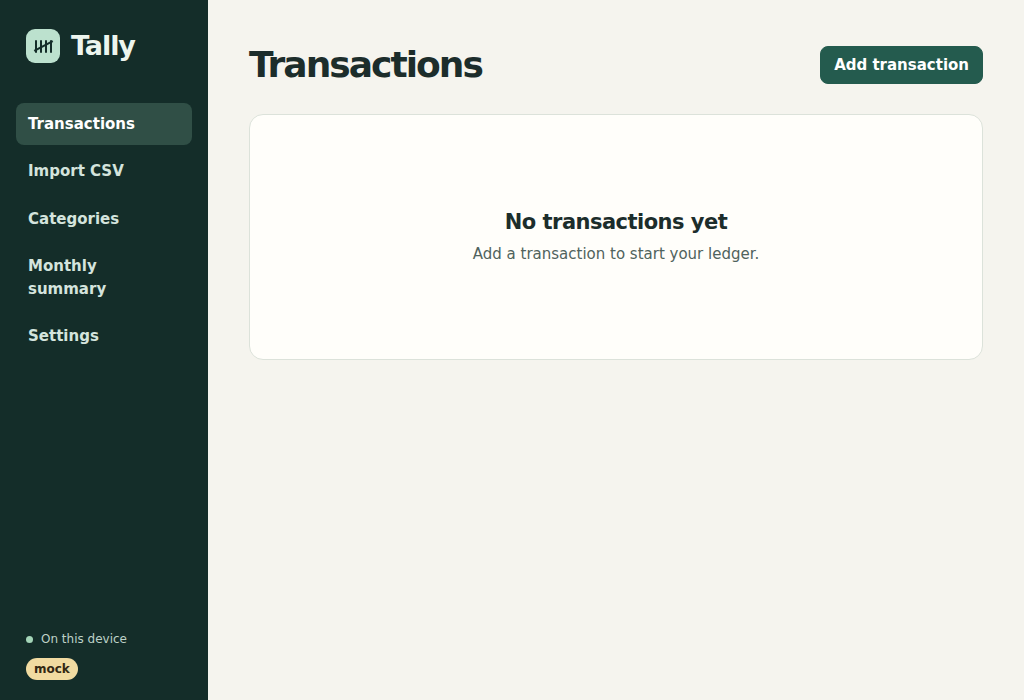 Tally
Transactions
Import CSV
Categories
Monthly
summary
Settings
On this device
mock
Transactions
Add transaction
No transactions yet
Add a transaction to start your ledger.